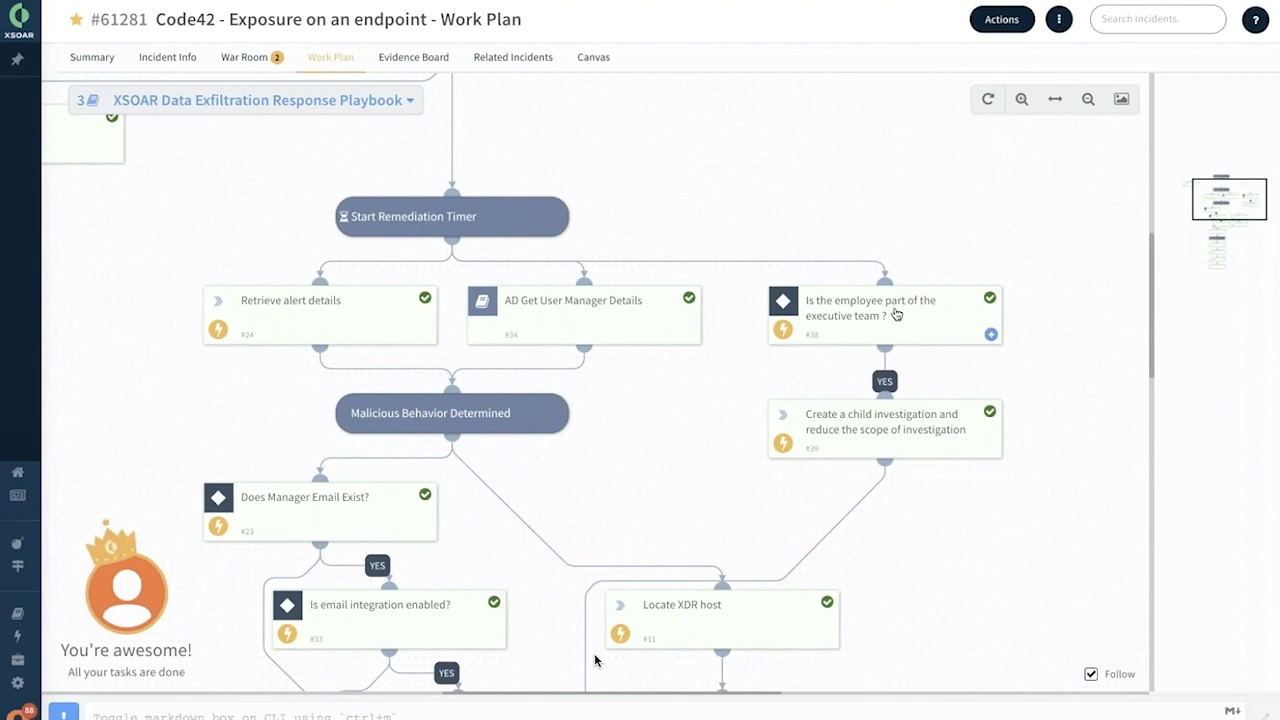 XSOAR
#61281 Code42 - Exposure on an endpoint - Work Plan
Actions
Search Incidents.
?
Summary
Incident Info
War Room 2
Work Plan
Evidence Board
Related Incidents
Canvas
3 XSOAR Data Exfiltration Response Playbook
Start Remediation Timer
Retrieve alert details
#24
AD Get User Manager Details
#34
Is the employee part of the
executive team ?
#38
YES
Create a child investigation and
reduce the scope of investigation
#39
Malicious Behavior Determined
Does Manager Email Exist?
#23
YES
Is email integration enabled?
#33
YES
Locate XDR host
#11
You're awesome!
All your tasks are done
Follow
88
!
Toggle markdown box on CLI using `ctrl+m`
M↓